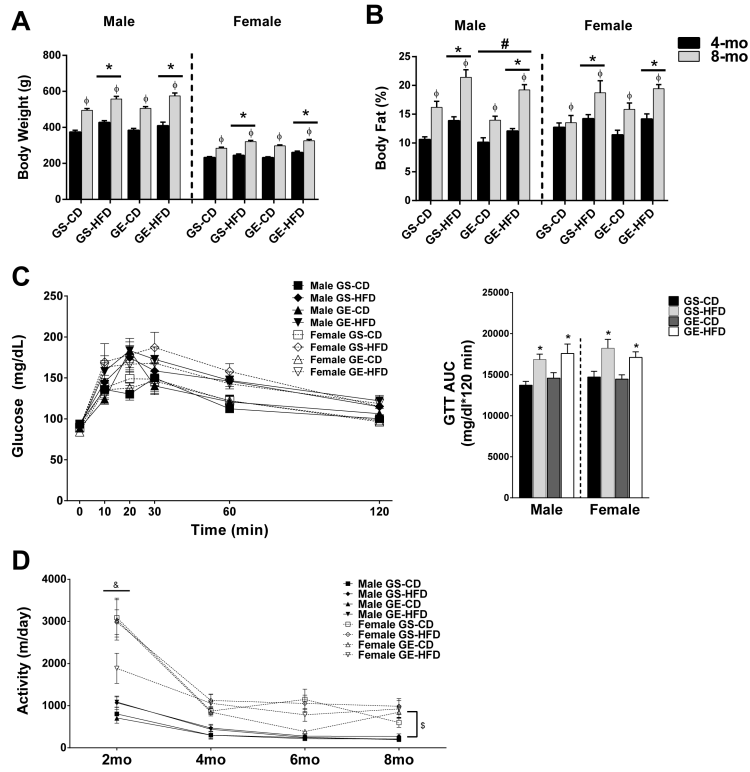 A
Male
Female
Body Weight (g)
800
600
400
200
0
ϕ
*
ϕ
ϕ
*
ϕ
ϕ
*
ϕ
ϕ
*
ϕ
GS-CD
GS-HFD
GE-CD
GE-HFD
GS-CD
GS-HFD
GE-CD
GE-HFD
B
Male
Female
4-mo
8-mo
Body Fat (%)
25
20
15
10
5
0
ϕ
*
ϕ
#
ϕ
*
ϕ
ϕ
*
ϕ
ϕ
*
ϕ
GS-CD
GS-HFD
GE-CD
GE-HFD
GS-CD
GS-HFD
GE-CD
GE-HFD
C
Glucose (mg/dL)
250
200
150
100
50
0
0
10
20
30
60
120
Time (min)
Male GS-CD
Male GS-HFD
Male GE-CD
Male GE-HFD
Female GS-CD
Female GS-HFD
Female GE-CD
Female GE-HFD
GTT AUC
(mg/dl*120 min)
25000
20000
15000
10000
5000
0
*
*
*
*
Male
Female
GS-CD
GS-HFD
GE-CD
GE-HFD
D
Activity (m/day)
4000
3000
2000
1000
0
&
$
2mo
4mo
6mo
8mo
Male GS-CD
Male GS-HFD
Male GE-CD
Male GE-HFD
Female GS-CD
Female GS-HFD
Female GE-CD
Female GE-HFD